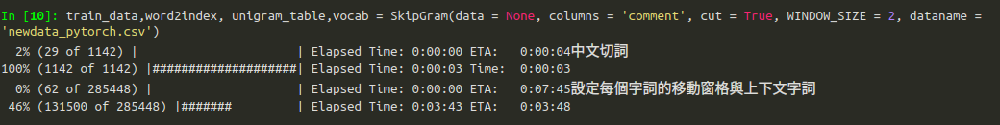 In [10]: train_data,word2index, unigram_table,vocab = SkipGram(data = None, columns = 'comment', cut = True, WINDOW_SIZE = 2, dataname =
'newdata_pytorch.csv')
2% (29 of 1142) | | Elapsed Time: 0:00:00 ETA: 0:00:04中文切詞
100% (1142 of 1142) |####################| Elapsed Time: 0:00:03 Time: 0:00:03
0% (62 of 285448) | | Elapsed Time: 0:00:00 ETA: 0:07:45設定每個字詞的移動窗格與上下文字詞
46% (131500 of 285448) |####### | Elapsed Time: 0:03:43 ETA: 0:03:48